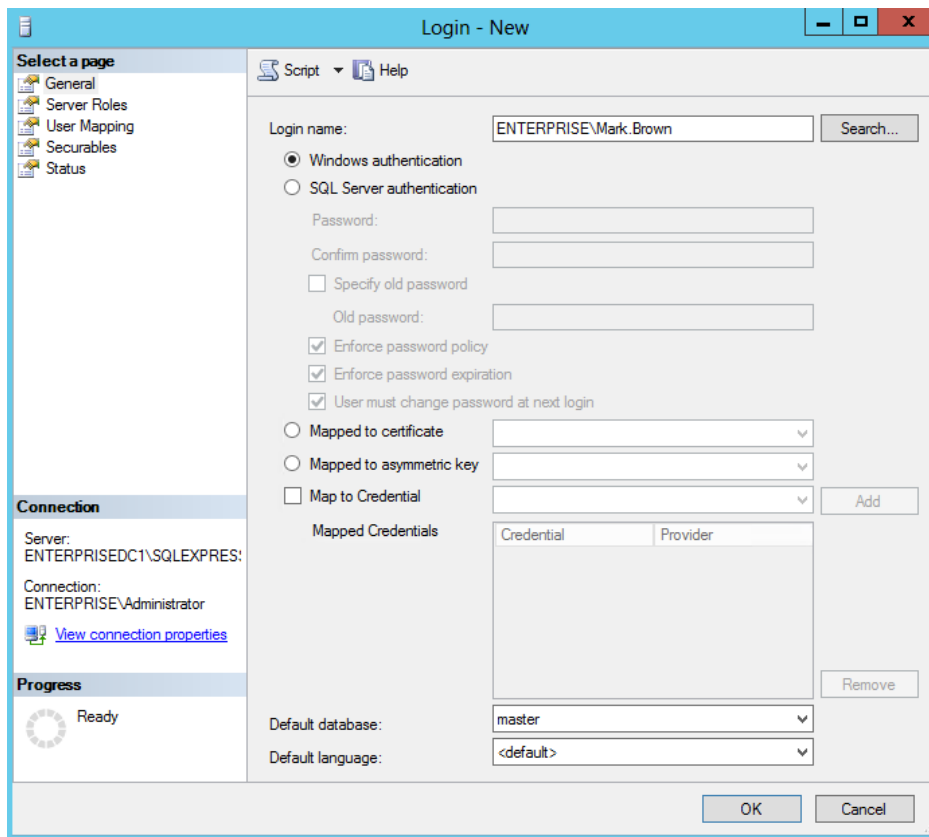 Login - New
Select a page
General
Server Roles
User Mapping
Securables
Status
Script Help
Login name: ENTERPRISE\Mark.Brown Search...
Windows authentication
SQL Server authentication
Password:
Confirm password:
Specify old password
Old password:
Enforce password policy
Enforce password expiration
User must change password at next login
Mapped to certificate
Mapped to asymmetric key
Map to Credential Add
Mapped Credentials Credential Provider
Remove
Default database: master
Default language: <default>
Connection
Server:
ENTERPRISEDC1\SQLEXPRES
Connection:
ENTERPRISE\Administrator
View connection properties
Progress
Ready
OK Cancel